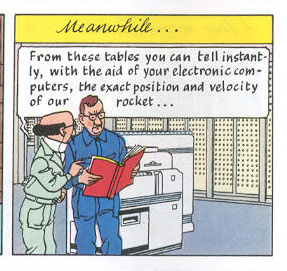 Meanwhile...
From these tables you can tell instant-
ly, with the aid of your electronic com-
puters, the exact position and velocity
of our rocket...